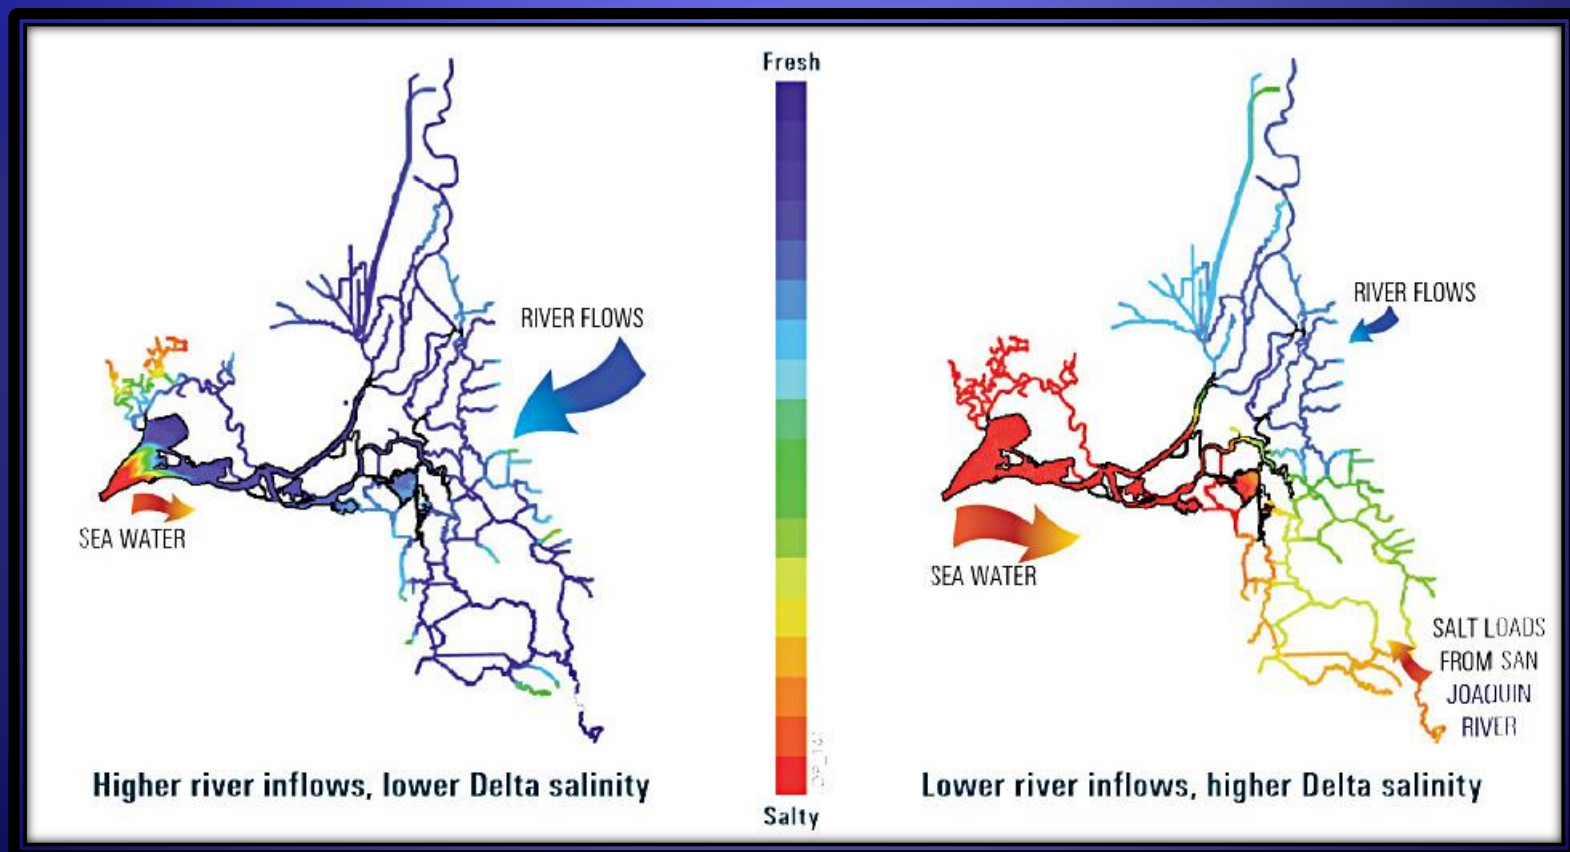 Fresh
RIVER FLOWS
SEA WATER
Higher river inflows, lower Delta salinity
Salty
RIVER FLOWS
SEA WATER
SALT LOADS
FROM SAN
JOAQUIN
RIVER
Lower river inflows, higher Delta salinity